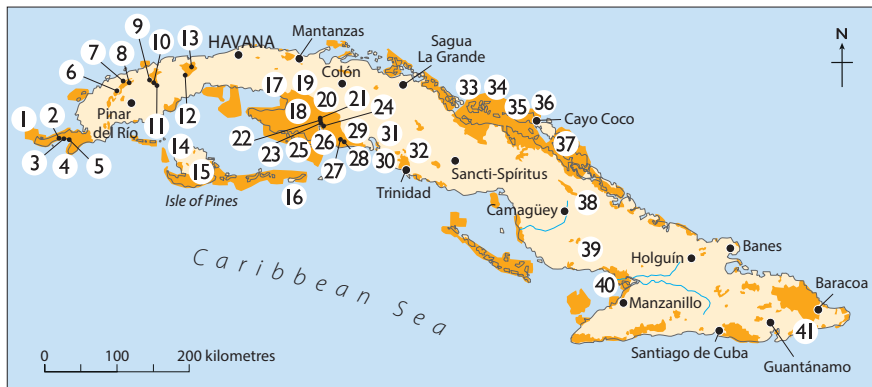 9
10
13
7
8
11
12
HAVANA
Mantanzas
Sagua
La Grande
N
6
Colón
17
19
33
34
35
36
Cayo Coco
1
2
Pinar
del Río
18
20
21
24
3
4
5
14
22
23
25
26
29
31
27
28
30
32
37
15
16
Isle of Pines
Trinidad
Sancti-Spíritus
38
Camagüey
39
Holguín
Banes
Caribbean Sea
40
Manzanillo
Baracoa
41
Santiago de Cuba
Guantánamo
0 100 200 kilometres